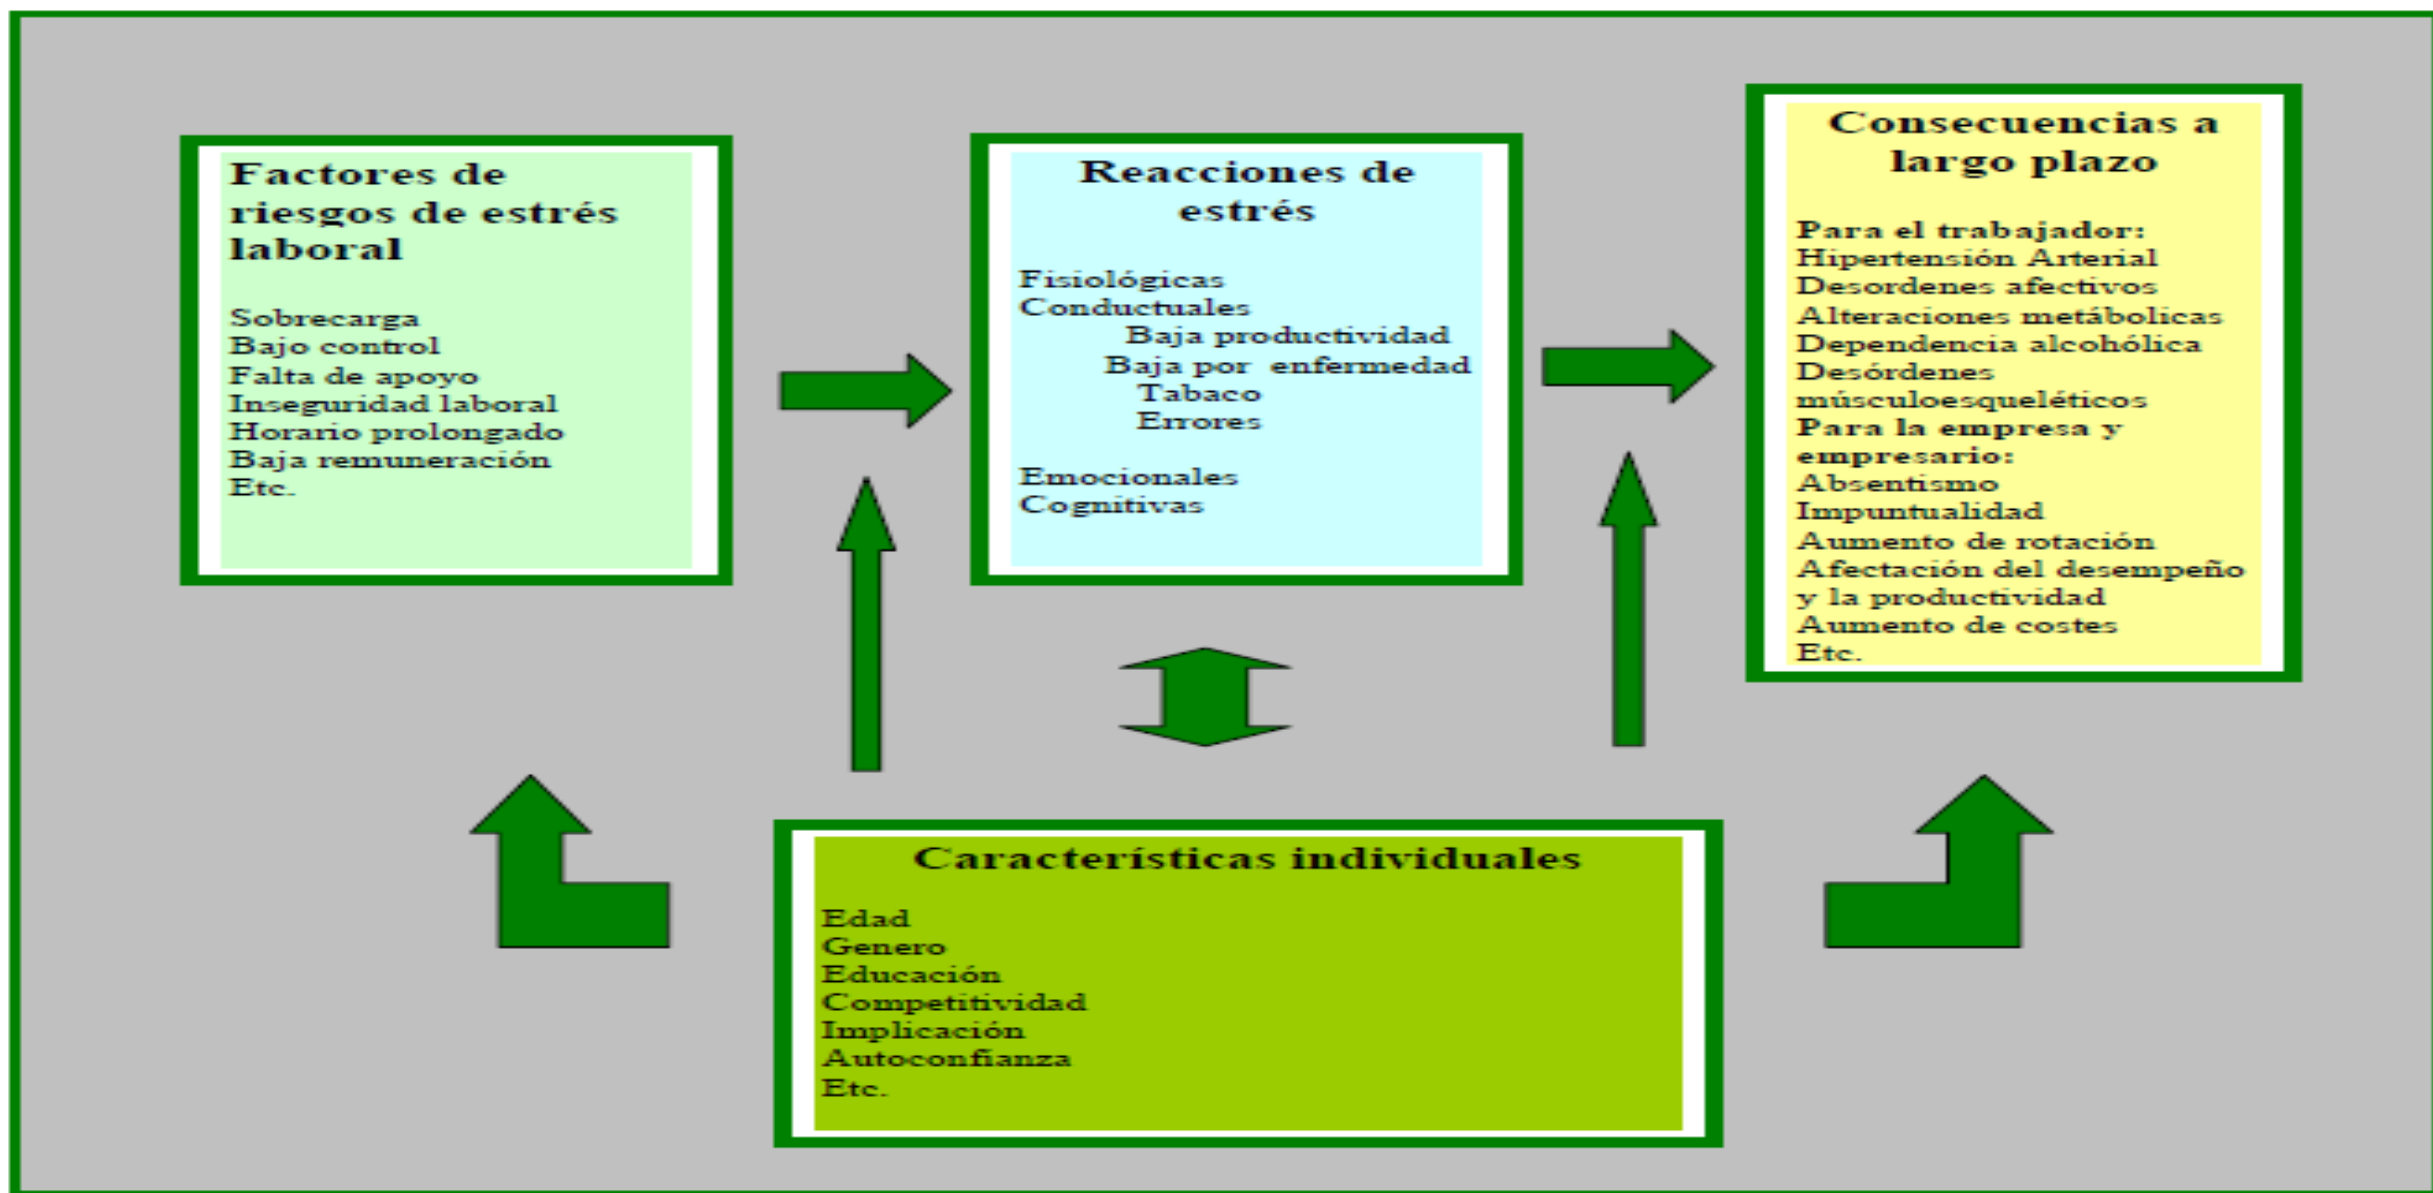 Factores de
riesgos de estrés
laboral
Sobrecarga
Bajo control
Falta de apoyo
Inseguridad laboral
Horario prolongado
Baja remuneración
Etc.
Reacciones de
estrés
Fisiológicas
Conductuales
Baja productividad
Baja por enfermedad
Tabaco
Errores
Emocionales
Cognitivas
Consecuencias a
largo plazo
Para el trabajador:
Hipertensión Arterial
Desordenes afectivos
Alteraciones metábolicas
Dependencia alcohólica
Desórdenes
músculoesqueléticos
Para la empresa y
empresario:
Absentismo
Impuntualidad
Aumento de rotación
Afectación del desempeño
y la productividad
Aumento de costes
Etc.
Características individuales
Edad
Genero
Educación
Competitividad
Implicación
Autoconfianza
Etc.